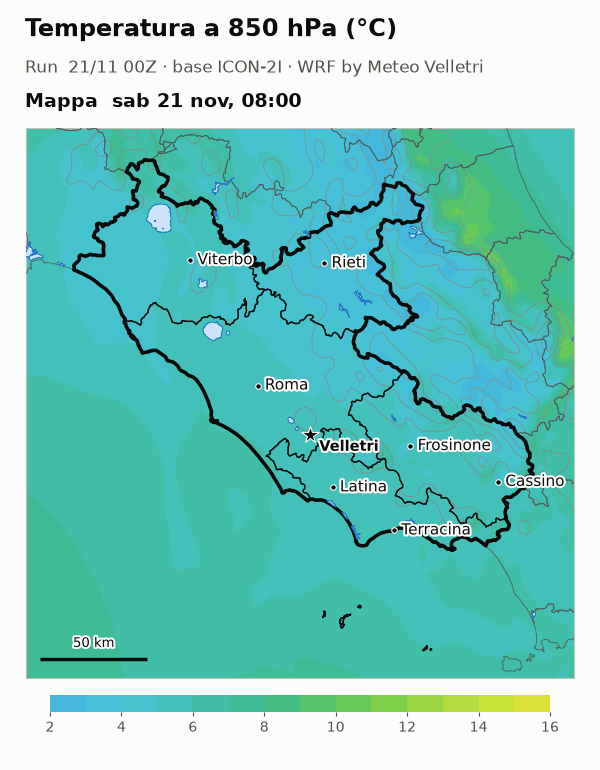 Temperatura a 850 hPa (°C)
Run  21/11 00Z · base ICON-2I · WRF by Meteo Velletri
Mappa  sab 21 nov, 08:00
Viterbo
Rieti
Roma
Velletri
Frosinone
Latina
Cassino
Terracina
50 km
2 4 6 8 10 12 14 16